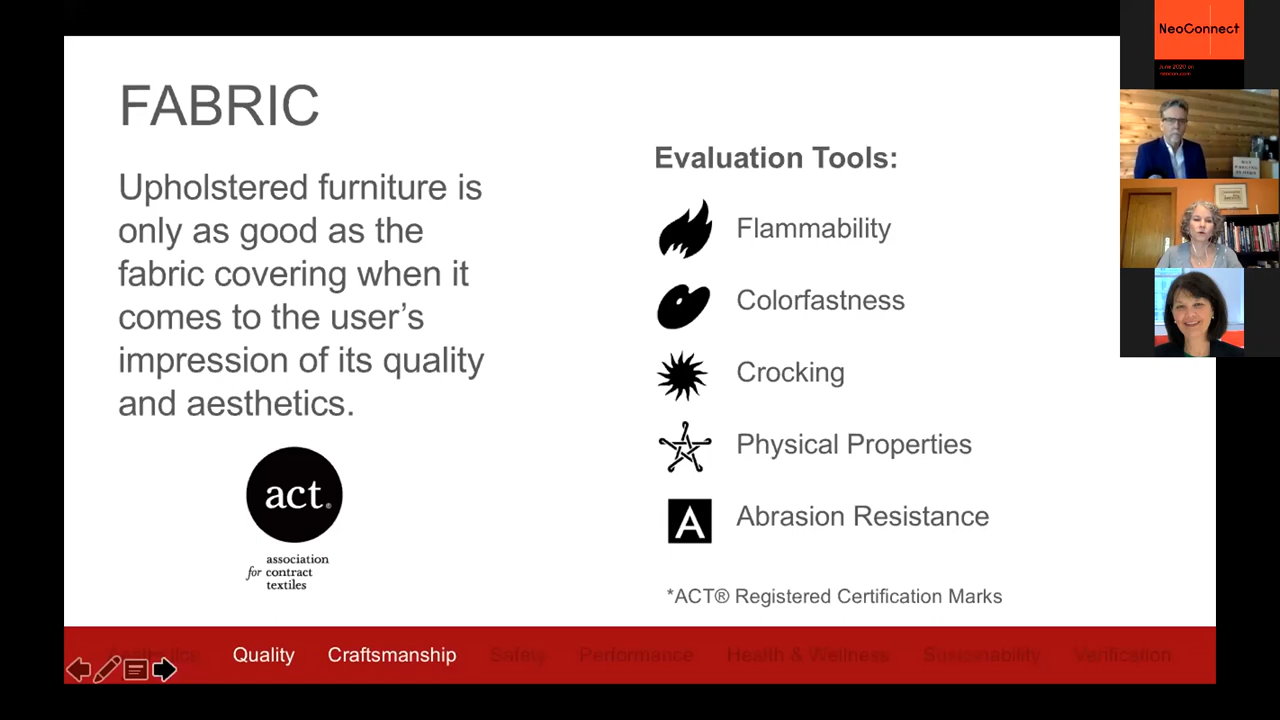 FABRIC
Upholstered furniture is
only as good as the
fabric covering when it
comes to the user's
impression of its quality
and aesthetics.
act®
association
for contract
textiles
Evaluation Tools:
Flammability
Colorfastness
Crocking
Physical Properties
A Abrasion Resistance
*ACT® Registered Certification Marks
Aesthetics Quality Craftsmanship Safety Performance Health & Wellness Sustainability Verification
NeoConnect
June 2020 on